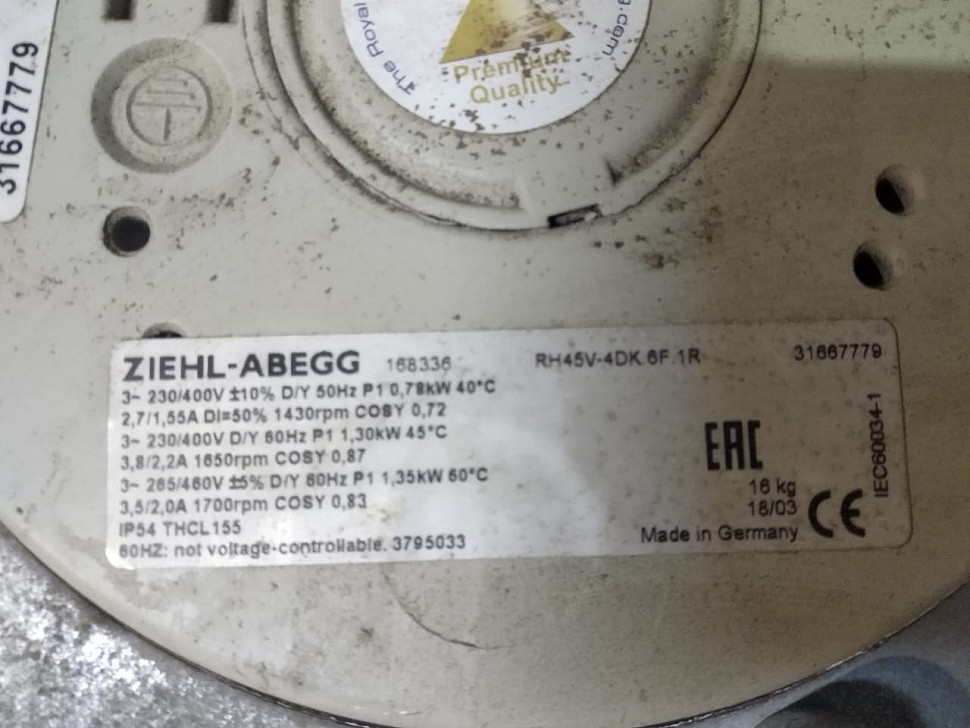 The Royal
g.com
Premium
Quality
31667779
ZIEHL-ABEGG 168336 RH45V-4DK.6F.1R 31667779
3~ 230/400V ±10% D/Y 50Hz P1 0,78kW 40°C
2,7/1,55A DI=50% 1430rpm COSY 0,72
3~ 230/400V D/Y 60Hz P1 1,30kW 45°C
3,8/2,2A 1650rpm COSY 0,87
3~ 265/460V ±5% D/Y 60Hz P1 1,35kW 60°C
3,5/2,0A 1700rpm COSY 0,83
IP54 THCL155
60HZ: not voltage-controllable. 3795033
EAC
16 kg
18/03
Made in Germany
CE
IEC60034-1